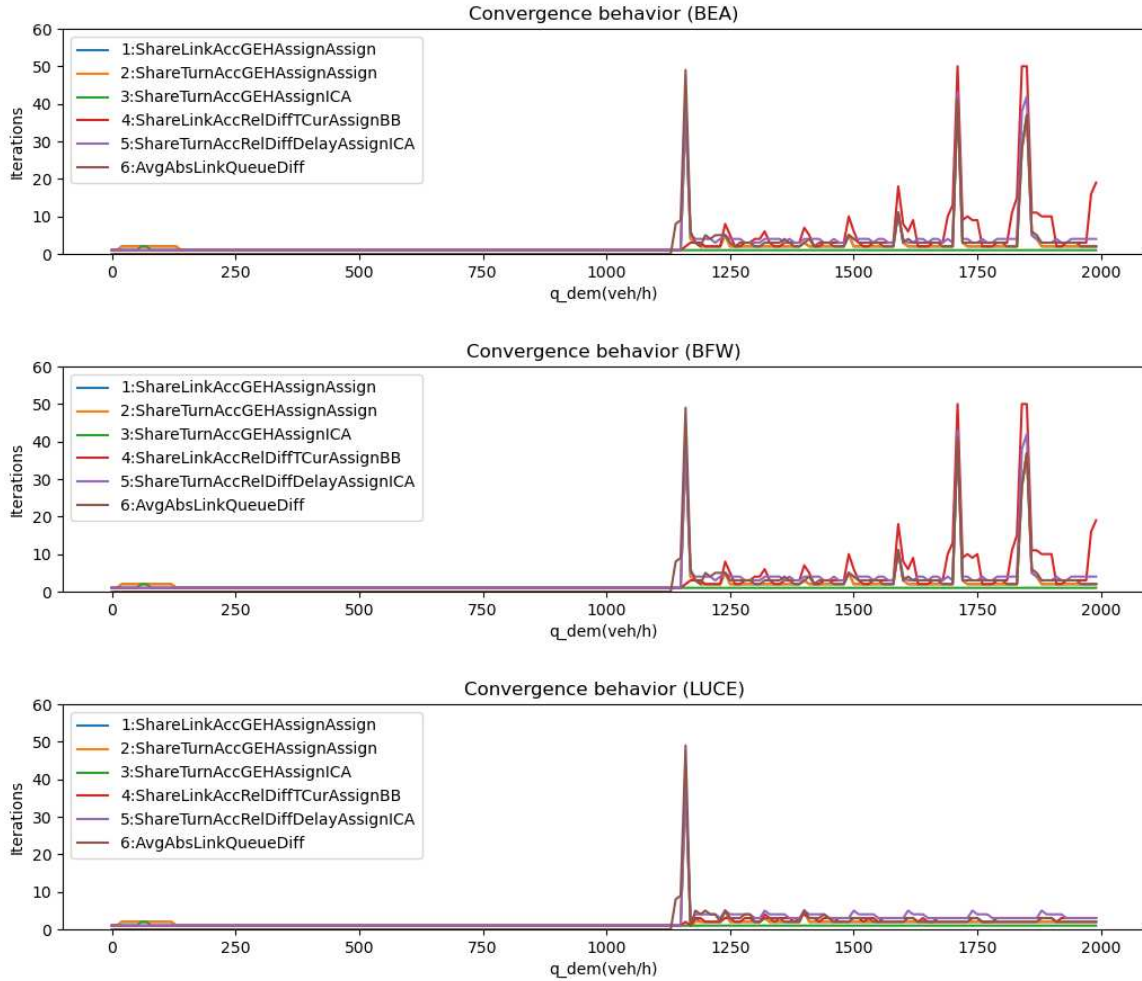 Convergence behavior (BEA)
60
50
40
30
20
10
0
Iterations
1:ShareLinkAccGEHAssignAssign
2:ShareTurnAccGEHAssignAssign
3:ShareTurnAccGEHAssignICA
4:ShareLinkAccRelDiffTCurAssignBB
5:ShareTurnAccRelDiffDelayAssignICA
6:AvgAbsLinkQueueDiff
0 250 500 750 1000 1250 1500 1750 2000
q_dem(veh/h)
Convergence behavior (BFW)
60
50
40
30
20
10
0
Iterations
1:ShareLinkAccGEHAssignAssign
2:ShareTurnAccGEHAssignAssign
3:ShareTurnAccGEHAssignICA
4:ShareLinkAccRelDiffTCurAssignBB
5:ShareTurnAccRelDiffDelayAssignICA
6:AvgAbsLinkQueueDiff
0 250 500 750 1000 1250 1500 1750 2000
q_dem(veh/h)
Convergence behavior (LUCE)
60
50
40
30
20
10
0
Iterations
1:ShareLinkAccGEHAssignAssign
2:ShareTurnAccGEHAssignAssign
3:ShareTurnAccGEHAssignICA
4:ShareLinkAccRelDiffTCurAssignBB
5:ShareTurnAccRelDiffDelayAssignICA
6:AvgAbsLinkQueueDiff
0 250 500 750 1000 1250 1500 1750 2000
q_dem(veh/h)